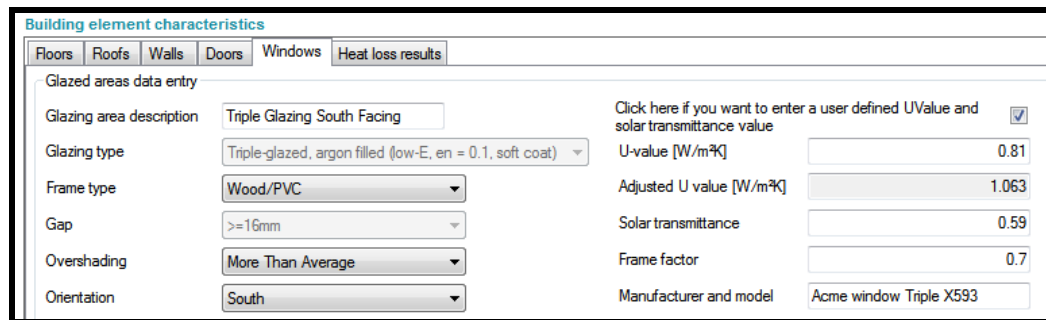 Building element characteristics
Floors Roofs Walls Doors Windows Heat loss results
Glazed areas data entry
Glazing area description Triple Glazing South Facing
Click here if you want to enter a user defined UValue and
solar transmittance value
Glazing type Triple-glazed, argon filled (low-E, en = 0.1, soft coat)
U-value [W/m²K] 0.81
Frame type Wood/PVC
Adjusted U value [W/m²K] 1.063
Gap >=16mm
Solar transmittance 0.59
Overshading More Than Average
Frame factor 0.7
Orientation South
Manufacturer and model Acme window Triple X593